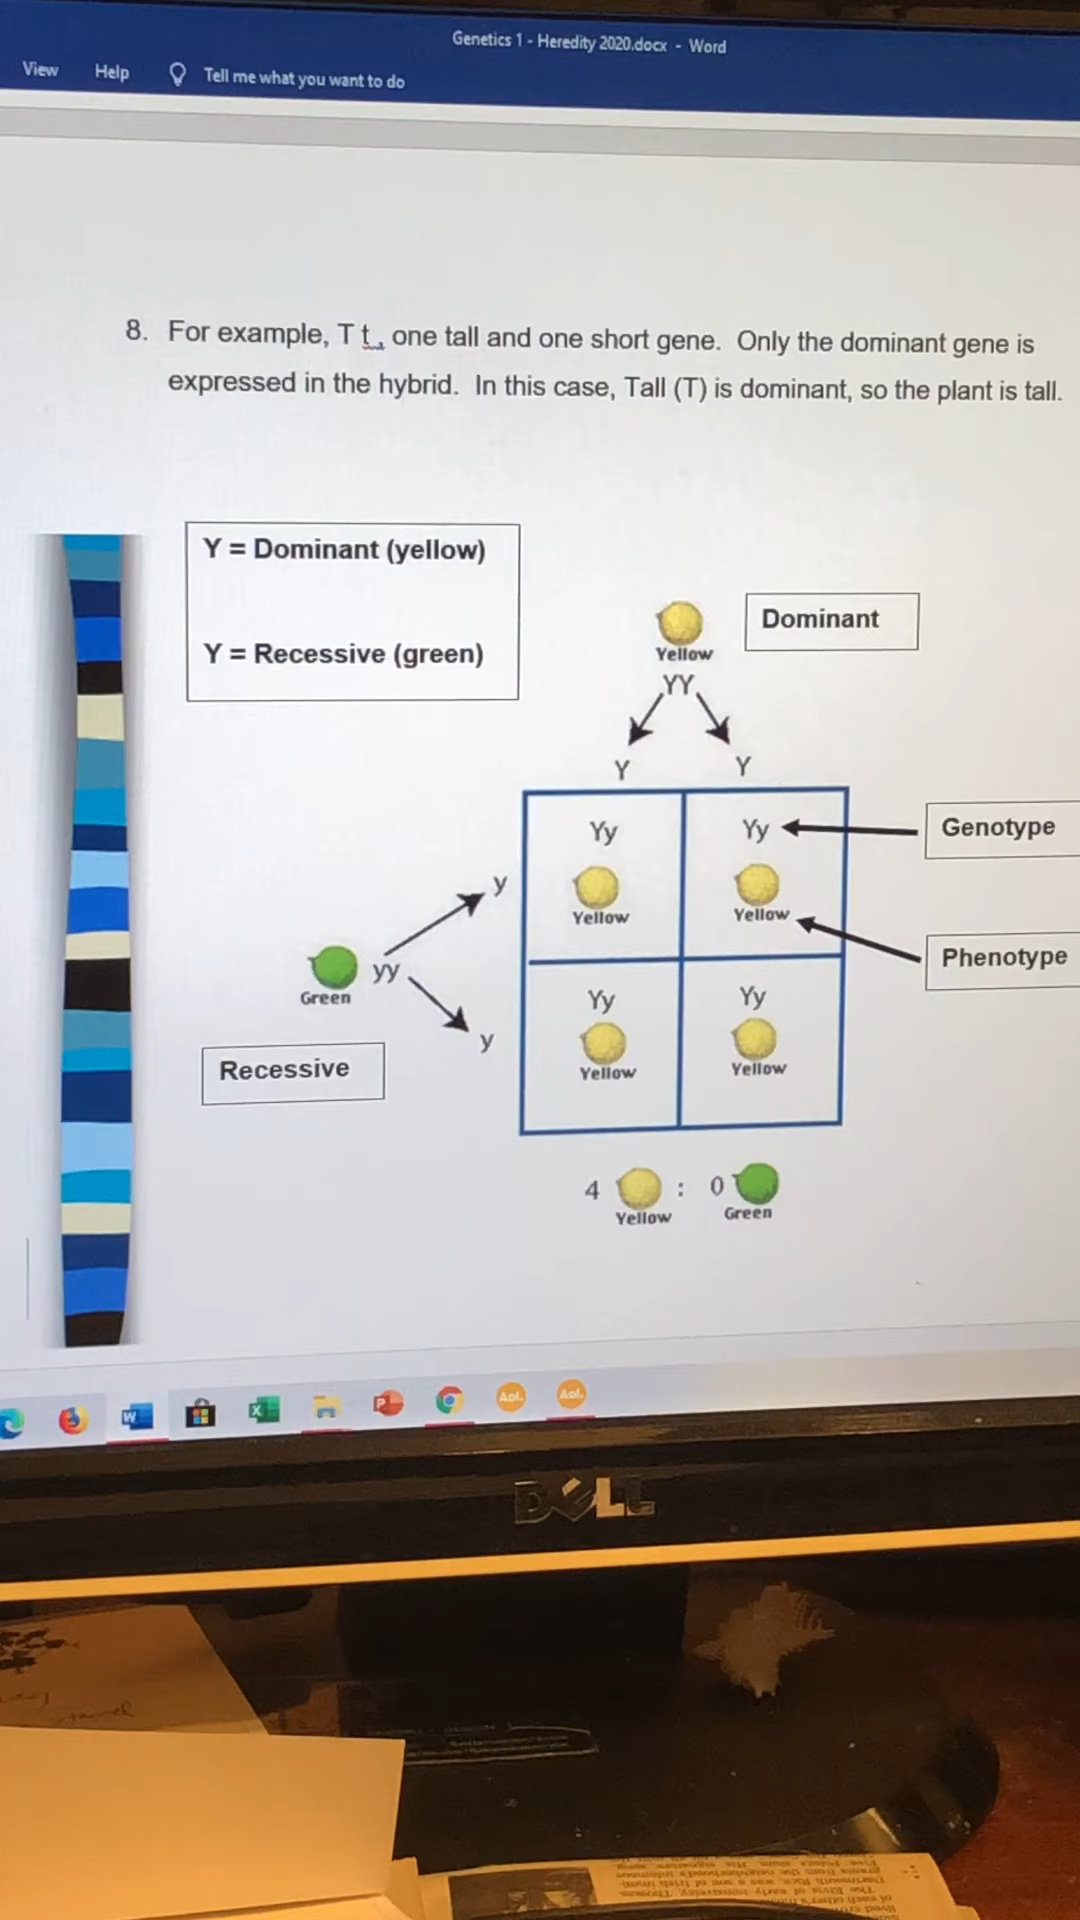 Genetics 1 - Heredity 2020.docx - Word
View Help Tell me what you want to do
8. For example, T t, one tall and one short gene. Only the dominant gene is
expressed in the hybrid. In this case, Tall (T) is dominant, so the plant is tall.
Y = Dominant (yellow)
Y = Recessive (green)
Dominant
Yellow
YY
Y Y
Yy Yy
Genotype
y
Yellow Yellow
Phenotype
yy
Green
Yy Yy
y
Yellow Yellow
Recessive
4 : 0
Yellow Green
Aol. Aol.
DELL